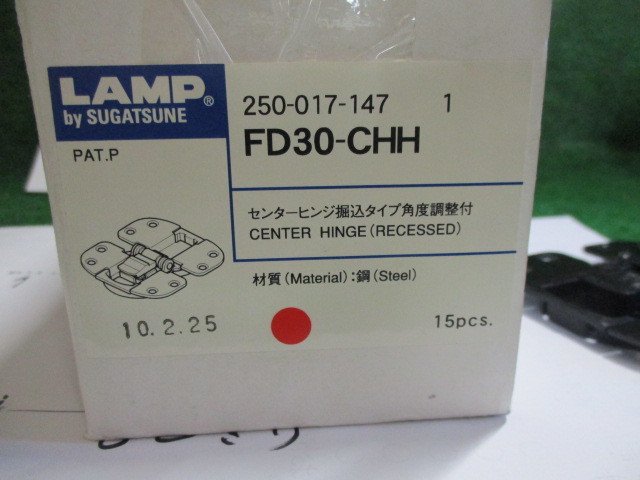 LAMP®
by SUGATSUNE
PAT.P
250-017-147 1
FD30-CHH
センターヒンジ掘込タイプ角度調整付
CENTER HINGE (RECESSED)
材質 (Material) : 鋼 (Steel)
10.2.25
15pcs.